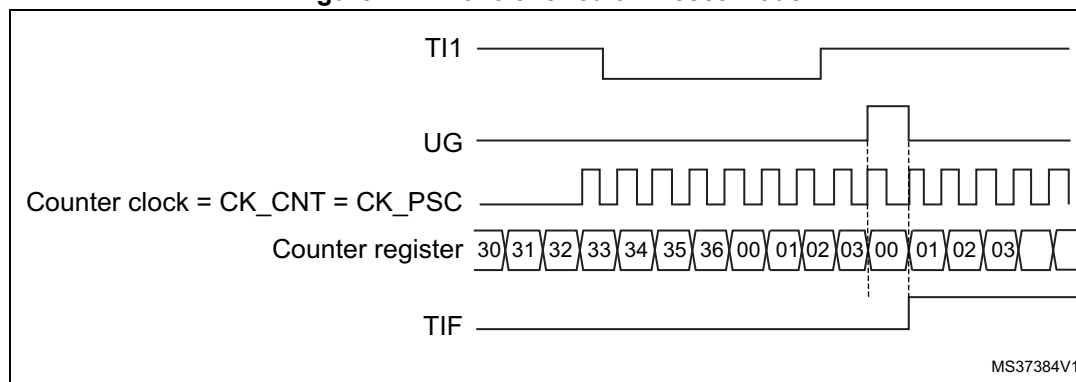 TI1
UG
Counter clock = CK_CNT = CK_PSC
Counter register 30 31 32 33 34 35 36 00 01 02 03 00 01 02 03
TIF
MS37384V1